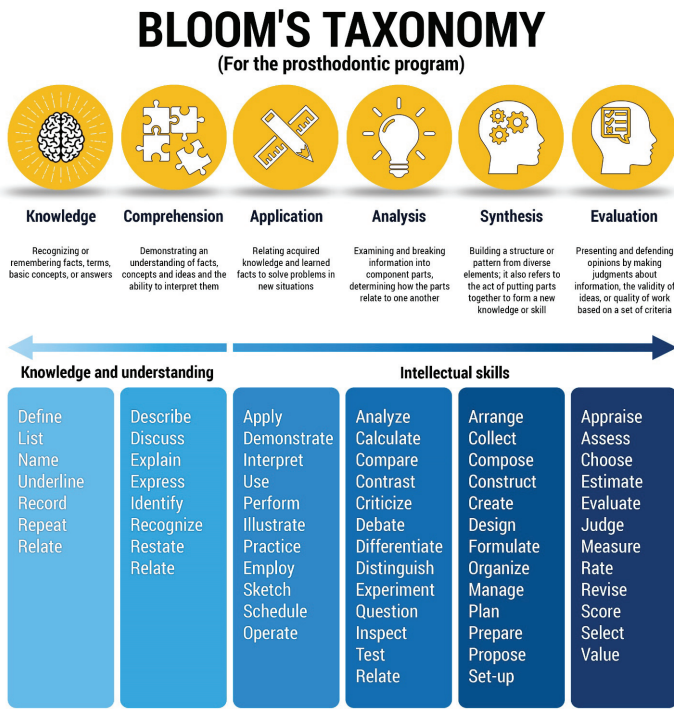 BLOOM'S TAXONOMY
(For the prosthodontic program)
Knowledge
Recognizing or
remembering facts, terms,
basic concepts, or answers
Comprehension
Demonstrating an
understanding of facts,
concepts and ideas and the
ability to interpret them
Application
Relating acquired
knowledge and learned
facts to solve problems in
new situations
Analysis
Examining and breaking
information into
component parts,
determining how the parts
relate to one another
Synthesis
Building a structure or
pattern from diverse
elements; it also refers to
the act of putting parts
together to form a new
knowledge or skill
Evaluation
Presenting and defending
opinions by making
judgments about
information, the validity of
ideas, or quality of work
based on a set of criteria
Knowledge and understanding
Intellectual skills
Define
List
Name
Underline
Record
Repeat
Relate
Describe
Discuss
Explain
Express
Identify
Recognize
Restate
Relate
Apply
Demonstrate
Interpret
Use
Perform
Illustrate
Practice
Employ
Sketch
Schedule
Operate
Analyze
Calculate
Compare
Contrast
Criticize
Debate
Differentiate
Distinguish
Experiment
Question
Inspect
Test
Relate
Arrange
Collect
Compose
Construct
Create
Design
Formulate
Organize
Manage
Plan
Prepare
Propose
Set-up
Appraise
Assess
Choose
Estimate
Evaluate
Judge
Measure
Rate
Revise
Score
Select
Value